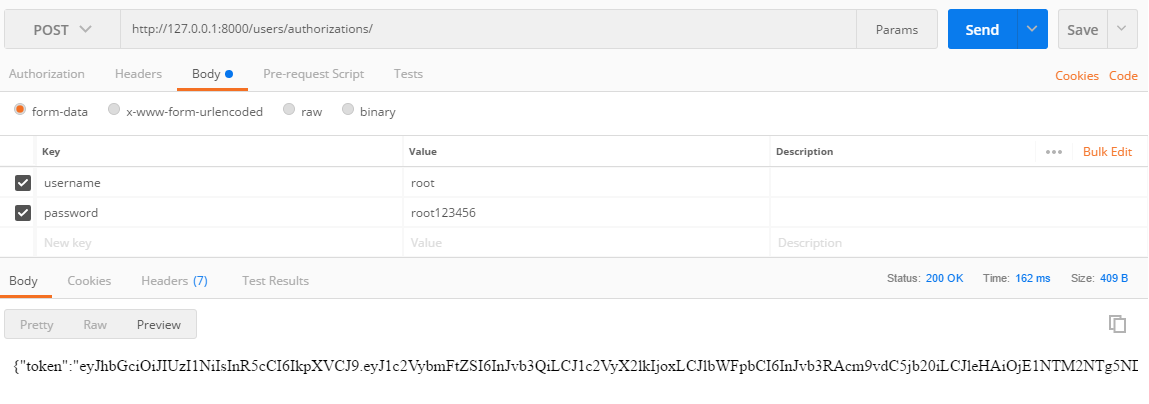 POST http://127.0.0.1:8000/users/authorizations/ Params Send Save
Authorization Headers Body Pre-request Script Tests Cookies Code
form-data x-www-form-urlencoded raw binary
Key Value Description Bulk Edit
username root
password root123456
New key Value Description
Body Cookies Headers (7) Test Results Status: 200 OK Time: 162 ms Size: 409 B
Pretty Raw Preview
{"token":"eyJhbGciOiJIUzI1NiIsInR5cCI6IkpXVCJ9.eyJ1c2VybmFtZSI6InJvb3QiLCJ1c2VyX2lkIjoxLCJlbWFpbCI6InJvb3RAcm9vdC5jb20iLCJleHAiOjE1NTM2NTg5